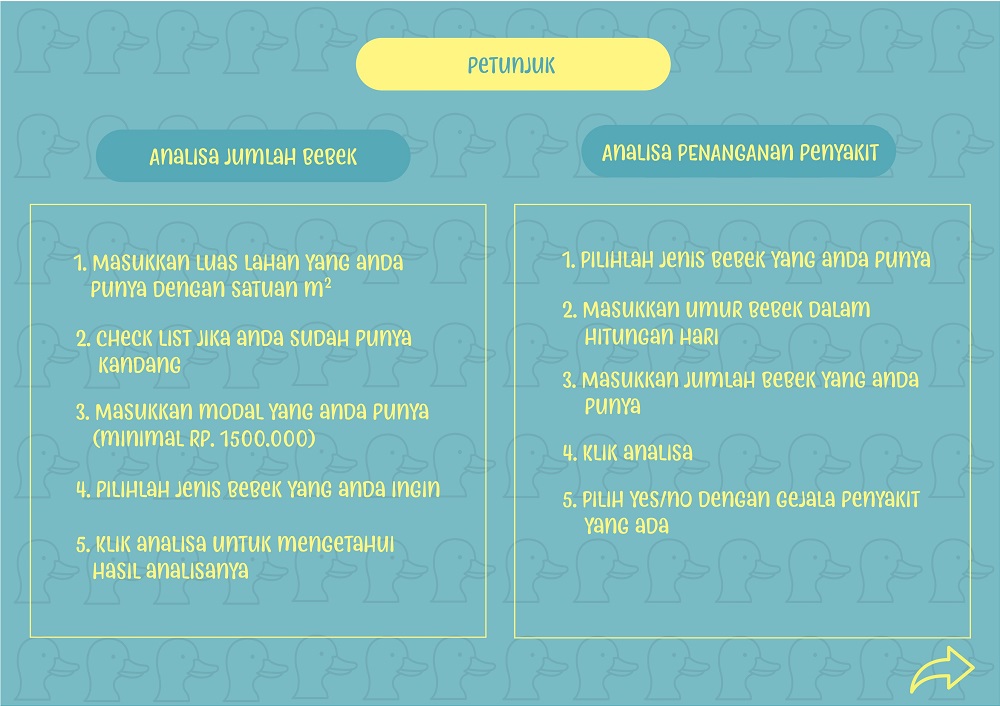 Petunjuk
Analisa Jumlah Bebek
1. Masukkan luas lahan yang anda
punya dengan satuan m²
2. Check list jika anda sudah punya
kandang
3. Masukkan modal yang anda punya
(minimal Rp. 1500.000)
4. Pilihlah jenis bebek yang anda ingin
5. Klik analisa untuk mengetahui
hasil analisanya
Analisa Penanganan Penyakit
1. Pilihlah jenis bebek yang anda punya
2. Masukkan umur bebek dalam
hitungan hari
3. Masukkan jumlah bebek yang anda
punya
4. Klik analisa
5. Pilih yes/no dengan gejala penyakit
yang ada